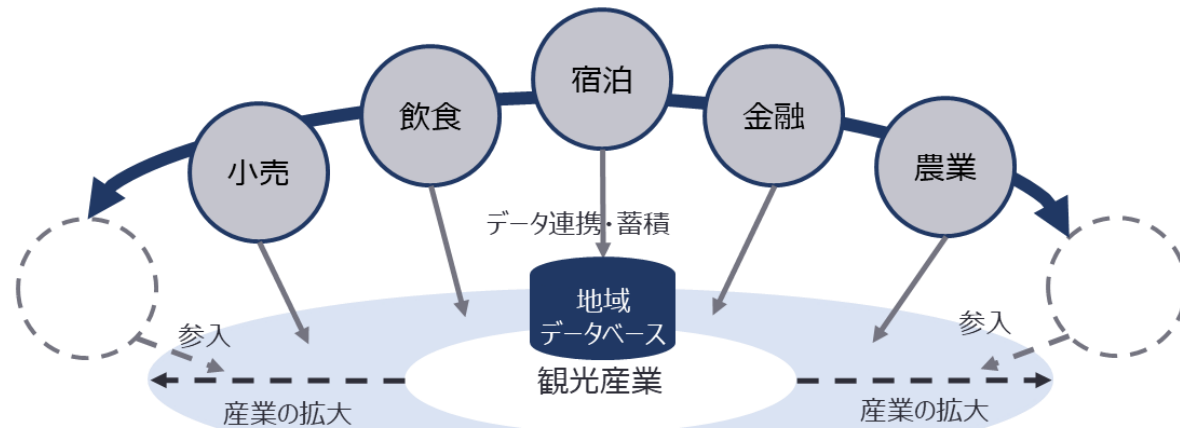 宿泊
飲食
金融
小売
農業
データ連携・蓄積
地域
データベース
参入
参入
観光産業
産業の拡大
産業の拡大